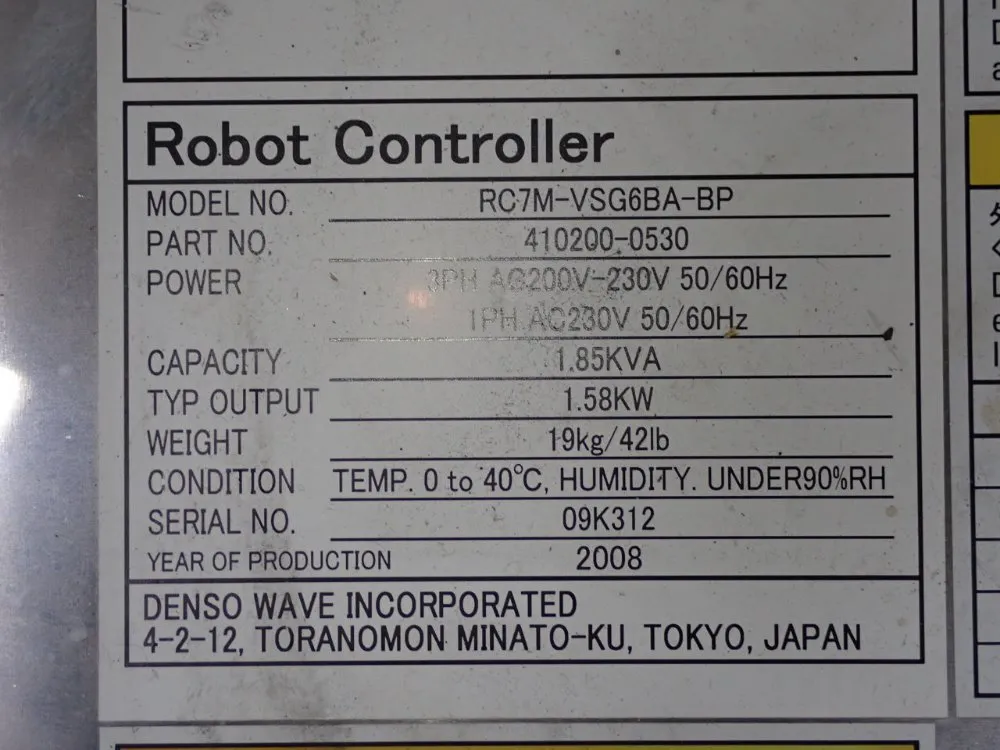 Robot Controller
MODEL NO. RC7M-VSG6BA-BP
PART NO. 410200-0530
POWER 3PH AC200V-230V 50/60Hz
1PH AC230V 50/60Hz
CAPACITY 1.85KVA
TYP OUTPUT 1.58KW
WEIGHT 19kg/42lb
CONDITION TEMP. 0 to 40°C, HUMIDITY. UNDER90%RH
SERIAL NO. 09K312
YEAR OF PRODUCTION 2008
DENSO WAVE INCORPORATED
4-2-12, TORANOMON MINATO-KU, TOKYO, JAPAN